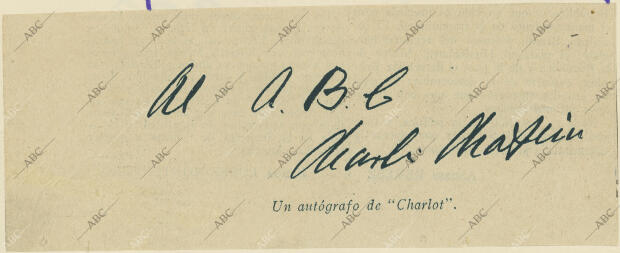 Al A.B.C
Charlie Chaplin
Un autógrafo de "Charlot".